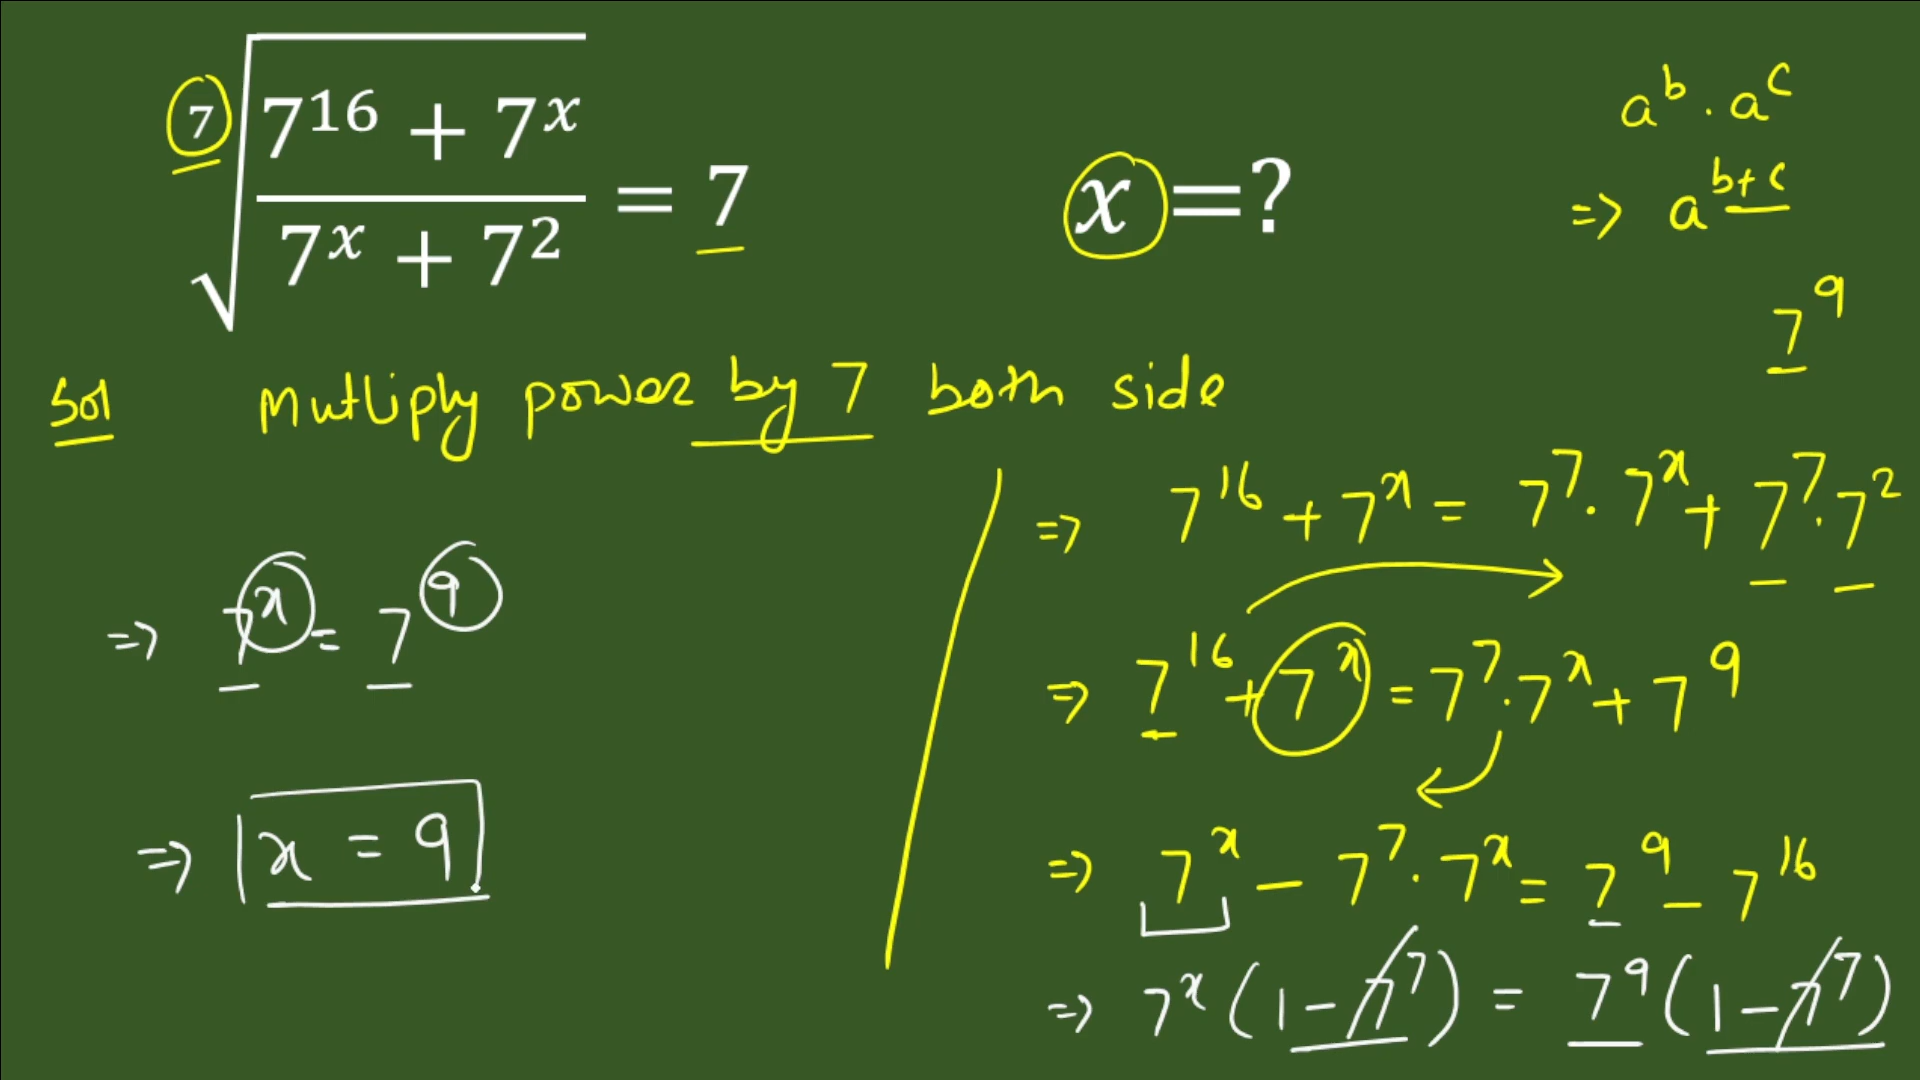 ⁷√((7¹⁶ + 7ˣ)/(7ˣ + 7²)) = 7
x =?
aᵇ · aᶜ
=> aᵇ⁺ᶜ
7⁹
Sol Mutliply power by 7 both side
=> 7¹⁶ + 7ˣ = 7⁷ · 7ˣ + 7⁷ · 7²
=> 7¹⁶ + 7ˣ = 7⁷ · 7ˣ + 7⁹
=> 7ˣ − 7⁷ · 7ˣ = 7⁹ − 7¹⁶
=> 7ˣ (1 − 7⁷) = 7⁹ (1 − 7⁷)
=> 7ˣ = 7⁹
=> x = 9